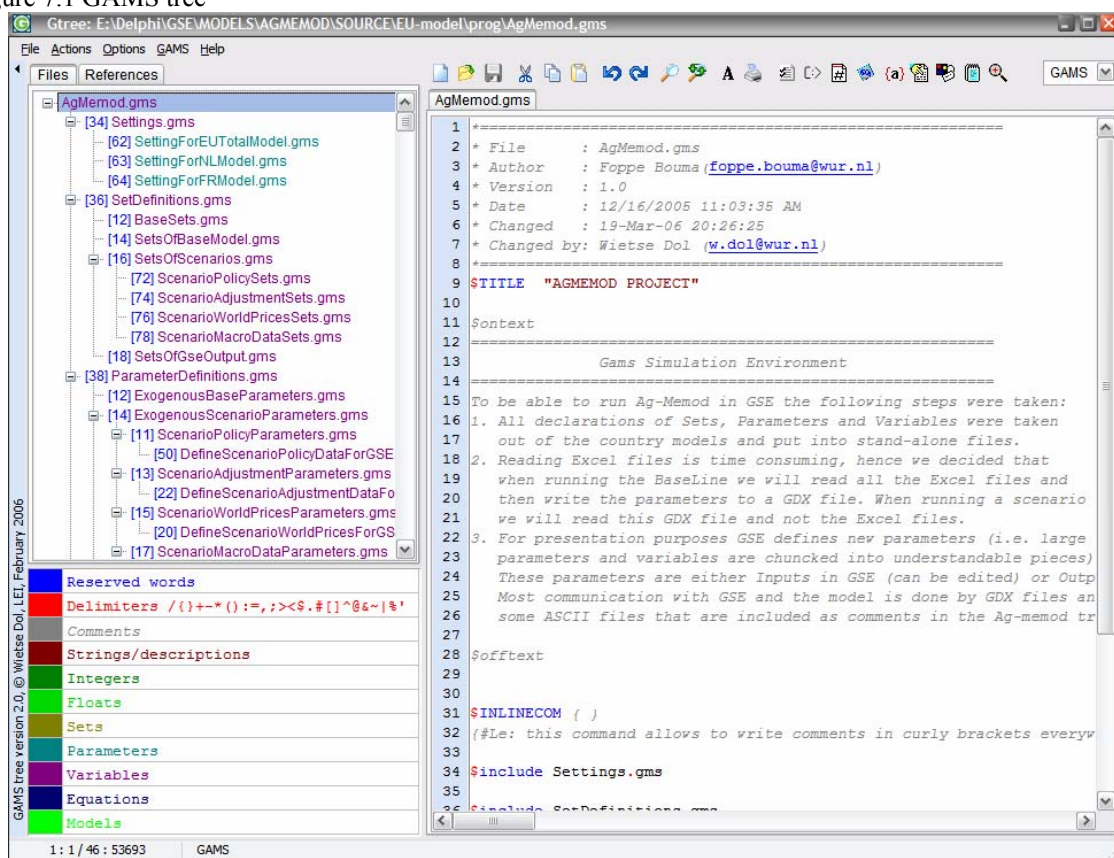 gure 7.1 GAMS tree
Gtree: E:\Delphi\GSE\MODELS\AGMEMOD\SOURCE\EU-model\prog\AgMemod.gms
File Actions Options GAMS Help
Files References
GAMS
AgMemod.gms
[34] Settings.gms
[62] SettingForEUTotalModel.gms
[63] SettingForNLModel.gms
[64] SettingForFRModel.gms
[36] SetDefinitions.gms
[12] BaseSets.gms
[14] SetsOfBaseModel.gms
[16] SetsOfScenarios.gms
[72] ScenarioPolicySets.gms
[74] ScenarioAdjustmentSets.gms
[76] ScenarioWorldPricesSets.gms
[78] ScenarioMacroDataSets.gms
[18] SetsOfGseOutput.gms
[38] ParameterDefinitions.gms
[12] ExogenousBaseParameters.gms
[14] ExogenousScenarioParameters.gms
[11] ScenarioPolicyParameters.gms
[50] DefineScenarioPolicyDataForGSE
[13] ScenarioAdjustmentParameters.gms
[22] DefineScenarioAdjustmentDataFo
[15] ScenarioWorldPricesParameters.gms
[20] DefineScenarioWorldPricesForGS
[17] ScenarioMacroDataParameters.gms
Reserved words
Delimiters /{}+-*():=,;><$.#[]^@&~|%'
Comments
Strings/descriptions
Integers
Floats
Sets
Parameters
Variables
Equations
Models
GAMS tree version 2.0, © Wietse Dol, LEI, February 2006
AgMemod.gms
1 *==========================================================
2 * File : AgMemod.gms
3 * Author : Foppe Bouma (foppe.bouma@wur.nl)
4 * Version : 1.0
5 * Date : 12/16/2005 11:03:35 AM
6 * Changed : 19-Mar-06 20:26:25
7 * Changed by: Wietse Dol (w.dol@wur.nl)
8 *==========================================================
9 $TITLE "AGMEMOD PROJECT"
10
11 $ontext
12 ==========================================================
13 Gams Simulation Environment
14 ==========================================================
15 To be able to run Ag-Memod in GSE the following steps were taken:
16 1. All declarations of Sets, Parameters and Variables were taken
17 out of the country models and put into stand-alone files.
18 2. Reading Excel files is time consuming, hence we decided that
19 when running the BaseLine we will read all the Excel files and
20 then write the parameters to a GDX file. When running a scenario
21 we will read this GDX file and not the Excel files.
22 3. For presentation purposes GSE defines new parameters (i.e. large
23 parameters and variables are chuncked into understandable pieces)
24 These parameters are either Inputs in GSE (can be edited) or Outp
25 Most communication with GSE and the model is done by GDX files an
26 some ASCII files that are included as comments in the Ag-memod tr
27
28 $offtext
29
30
31 $INLINECOM { }
32 {#Le: this command allows to write comments in curly brackets everyw
33
34 $include Settings.gms
35
36 $include SetDefinitions.gms
1: 1 / 46 : 53693 GAMS